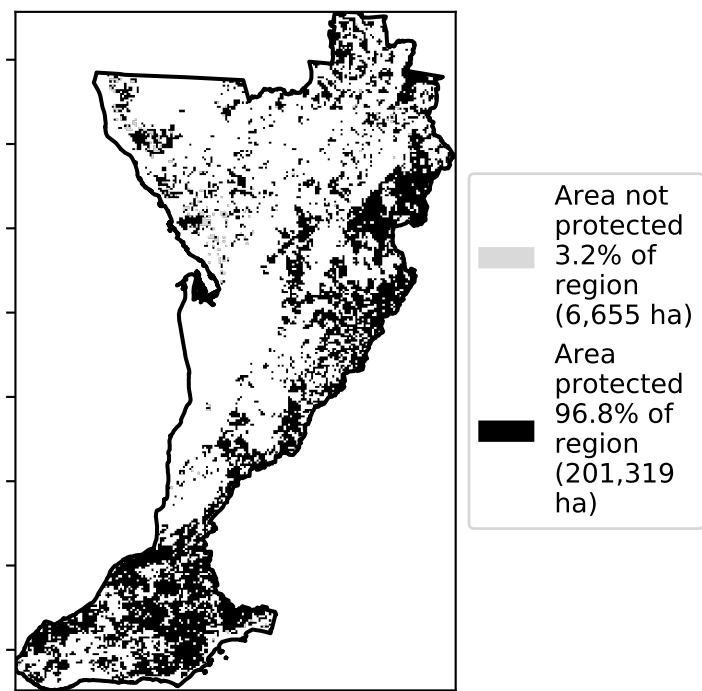 Area not
protected
3.2% of
region
(6,655 ha)
Area
protected
96.8% of
region
(201,319
ha)